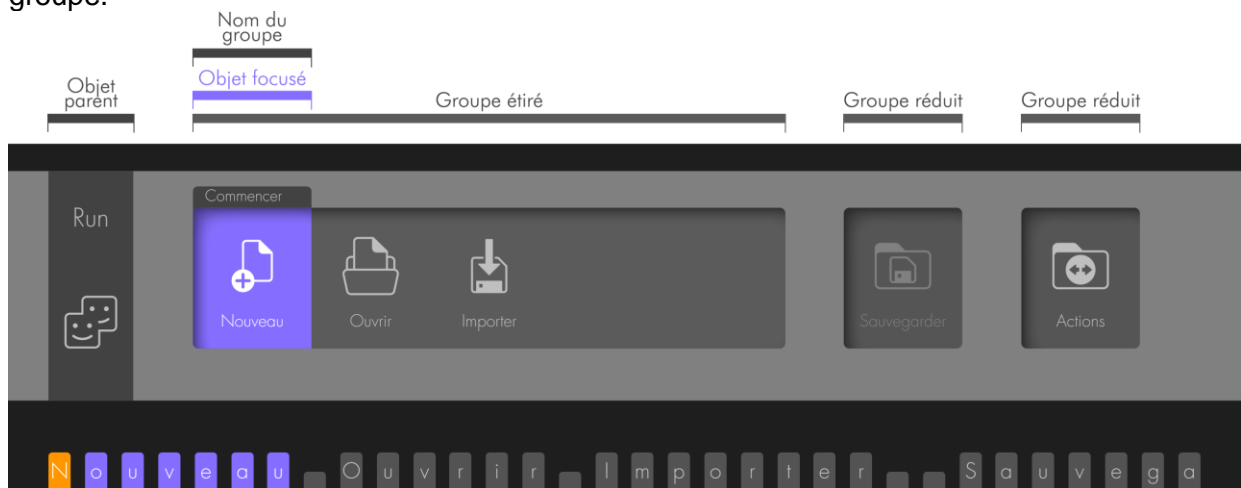 groupe.
Nom du
groupe
Objet focusé
Objet
parent
Groupe étiré
Groupe réduit
Groupe réduit
Run
Commencer
Nouveau
Ouvrir
Importer
Sauvegarder
Actions
Nouveau_Ouvrir_Importer__Sauvega